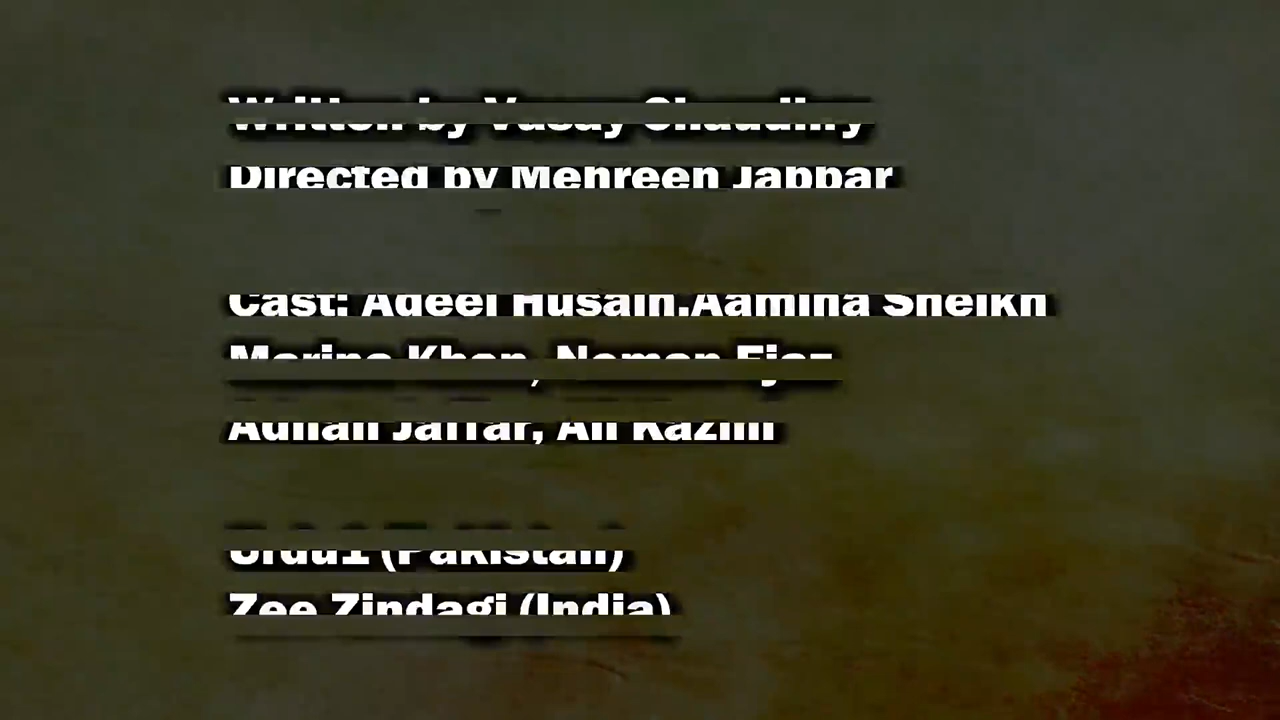 Written by Vasay Chaudhry
Directed by Mehreen Jabbar
Cast: Adeel Husain.Aamina Sheikh
Marina Khan, Noman Ejaz
Adnan Jaffar, Ali Kazmi
Urdu1 (Pakistan)
Zee Zindagi (India)